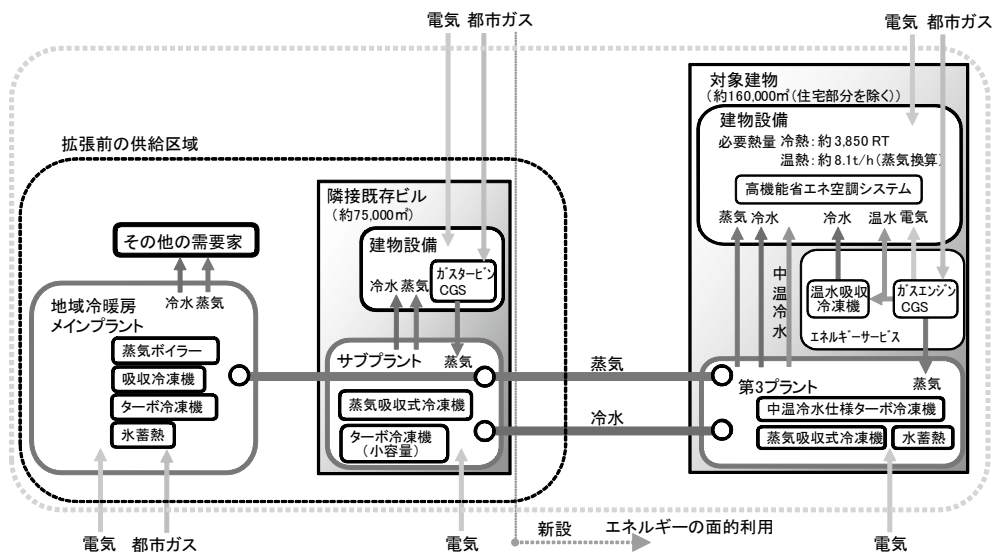 電気 都市ガス
電気 都市ガス
対象建物
(約160,000㎡(住宅部分を除く))
建物設備
必要熱量 冷熱：約3,850 RT
温熱：約8.1t/h(蒸気換算)
高機能省エネ空調システム
蒸気 冷水
冷水
温水 電気
中温冷水
温水吸収
冷凍機
ガスエンジン
CGS
エネルギーサービス
蒸気
第3プラント
中温冷水仕様ターボ冷凍機
蒸気吸収式冷凍機
氷蓄熱
電気
拡張前の供給区域
隣接既存ビル
(約75,000㎡)
建物設備
冷水 蒸気
ガスタービン
CGS
サブプラント
蒸気
蒸気吸収式冷凍機
ターボ冷凍機
(小容量)
電気
その他の需要家
冷水 蒸気
地域冷暖房
メインプラント
蒸気ボイラー
吸収冷凍機
ターボ冷凍機
氷蓄熱
電気 都市ガス
蒸気
冷水
新設 エネルギーの面的利用